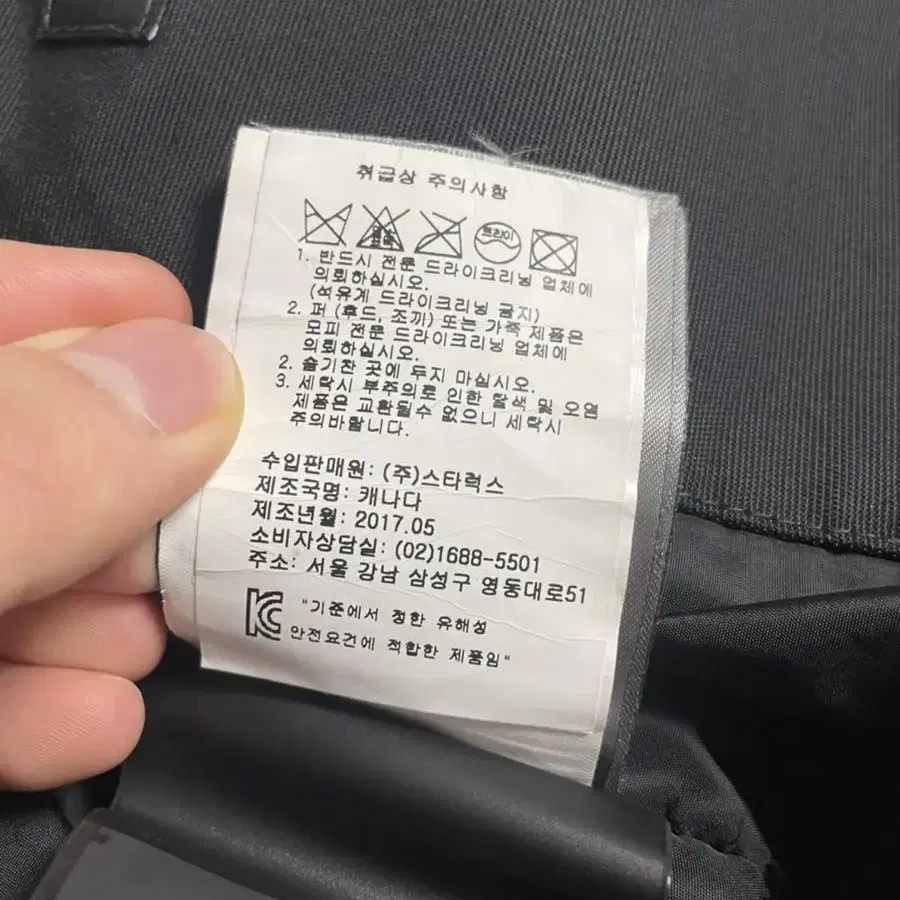 취급상 주의사항
드라이
1. 반드시 전문 드라이크리닝 업체에
의뢰하십시오.
(석유계 드라이크리닝 금지)
2. 퍼 (후드, 조끼) 또는 가죽 제품은
모피 전문 드라이크리닝 업체에
의뢰하십시오.
2. 습기찬 곳에 두지 마십시오.
3. 세탁시 부주의로 인한 탈색 및 오염
제품은 교환될수 없으니 세탁시
주의바랍니다.
수입판매원: (주)스타럭스
제조국명: 캐나다
제조년월: 2017.05
소비자상담실: (02)1688-5501
주소: 서울 강남 삼성구 영동대로51
KC "기준에서 정한 유해성
안전요건에 적합한 제품임"